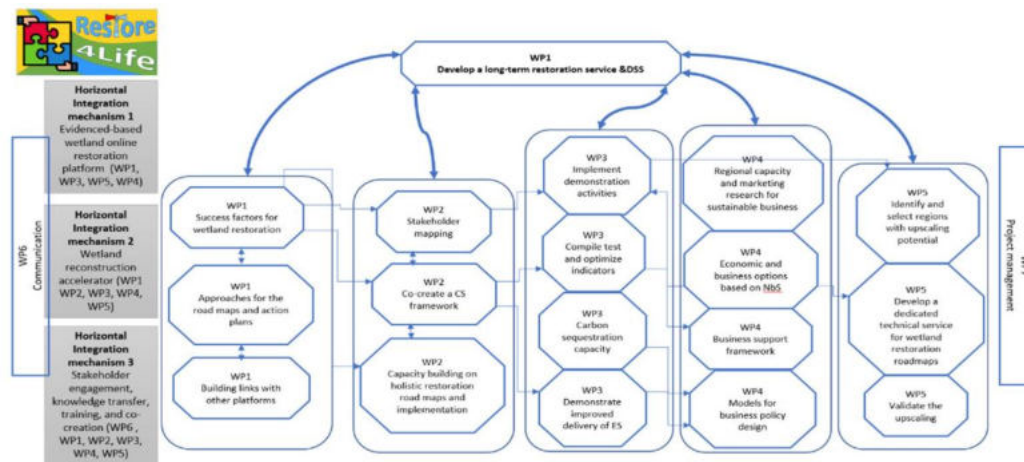 Restore
4Life
Horizontal
Integration
mechanism 1
Evidenced-based
wetland online
restoration
platform (WP1,
WP3, WP5, WP4)
Horizontal
Integration
mechanism 2
Wetland
reconstruction
accelerator (WP1
WP2, WP3, WP4,
WP5)
Horizontal
Integration
mechanism 3
Stakeholder
engagement,
knowledge transfer,
training, and co-
creation (WP6 ,
WP1, WP2, WP3,
WP4, WP5)
WP6
Communication
WP1
Develop a long-term restoration service &DSS
WP1
Success factors for
wetland restoration
WP1
Approaches for the
road maps and action
plans
WP1
Building links with
other platforms
WP2
Stakeholder
mapping
WP2
Co-create a CS
framework
WP2
Capacity building on
holistic restoration
road maps and
implementation
WP3
Implement
demonstration
activities
WP3
Compile test
and optimize
indicators
WP3
Carbon
sequestration
capacity
WP3
Demonstrate
improved
delivery of ES
WP4
Regional capacity
and marketing
research for
sustainable business
WP4
Economic and
business options
based on NbS
WP4
Business support
framework
WP4
Models for
business policy
design
WP5
Identify and
select regions
with upscaling
potential
WP5
Develop a
dedicated
technical service
for wetland
restoration
roadmaps
WP5
Validate the
upscaling
Project management